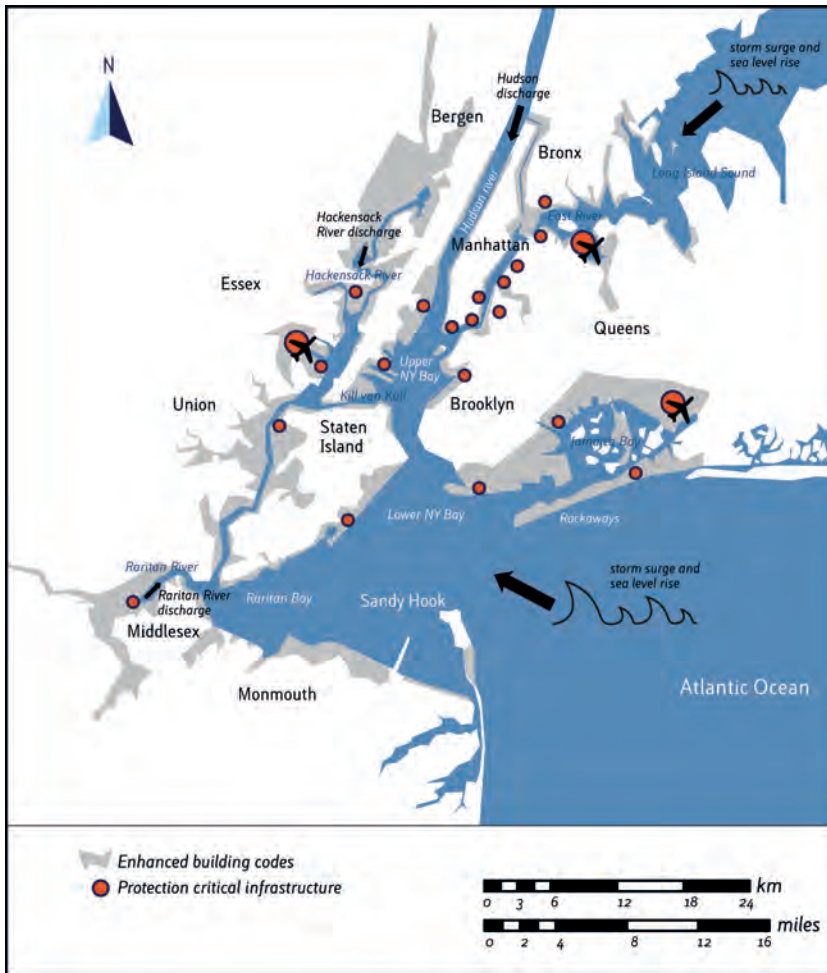 N
storm surge and
sea level rise
Hudson
discharge
Bergen
Bronx
Long Island Sound
Hudson river
East River
Hackensack
River discharge
Manhattan
Essex
Hackensack River
Queens
Upper
NY Bay
Kill van Kull
Union
Brooklyn
Staten
Island
Jamaica Bay
Lower NY Bay
Rockaways
Raritan River
storm surge and
sea level rise
Raritan River
discharge
Raritan Bay
Sandy Hook
Middlesex
Monmouth
Atlantic Ocean
Enhanced building codes
Protection critical infrastructure
km
0 3 6 12 18 24
miles
0 2 4 8 12 16